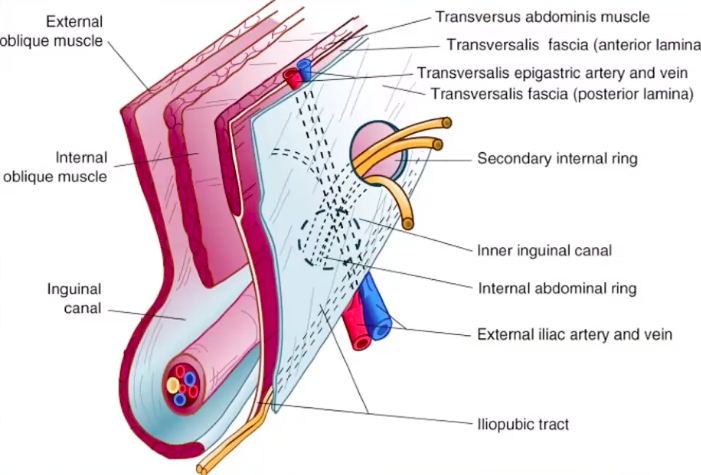 External
oblique muscle
Internal
oblique muscle
Inguinal
canal
Transversus abdominis muscle
Transversalis fascia (anterior lamina
Transversalis epigastric artery and vein
Transversalis fascia (posterior lamina)
Secondary internal ring
Inner inguinal canal
Internal abdominal ring
External iliac artery and vein
Iliopubic tract